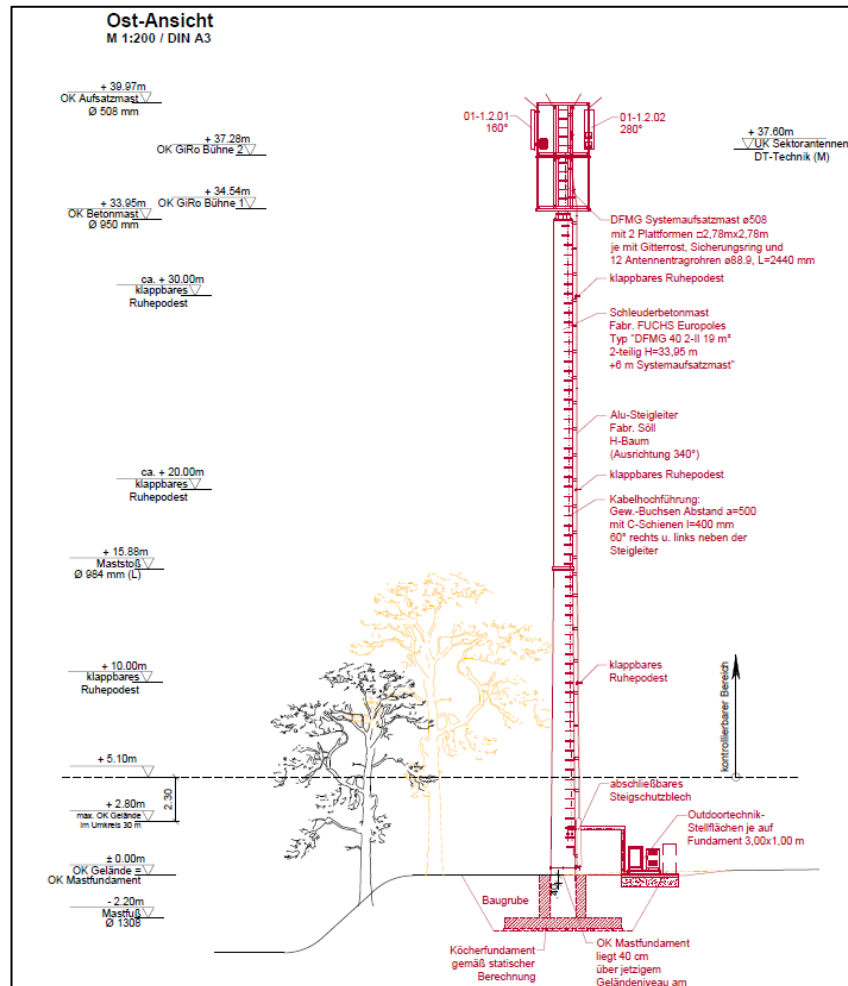 Ost-Ansicht
M 1:200 / DIN A3
+ 39.97m
OK Aufsatzmast
Ø 508 mm
+ 37.28m
OK GiRo Bühne 2
+ 34.54m
OK GiRo Bühne 1
+ 33.95m
OK Betonmast
Ø 950 mm
ca. + 30.00m
klappbares
Ruhepodest
ca. + 20.00m
klappbares
Ruhepodest
+ 15.88m
Maststoß
Ø 984 mm (L)
+ 10.00m
klappbares
Ruhepodest
+ 5.10m
2.30
+ 2.80m
max. OK Gelände
im Umkreis 30 m
± 0.00m
OK Gelände =
OK Mastfundament
- 2.20m
Mastfuß
Ø 1308
01-1.2.01
160°
01-1.2.02
280°
+ 37.60m
UK Sektorantennen
DT-Technik (M)
DFMG Systemaufsatzmast ø508
mit 2 Plattformen □2,78mx2,78m
je mit Gitterrost, Sicherungsring und
12 Antennentragrohren ø88.9, L=2440 mm
klappbares Ruhepodest
Schleuderbetonmast
Fabr. FUCHS Europoles
Typ "DFMG 40 2-II 19 m²
2-teilig H=33,95 m
+6 m Systemaufsatzmast"
Alu-Steigleiter
Fabr. Söll
H-Baum
(Ausrichtung 340°)
klappbares Ruhepodest
Kabelhochführung:
Gew.-Buchsen Abstand a=500
mit C-Schienen l=400 mm
60° rechts u. links neben der
Steigleiter
klappbares
Ruhepodest
kontrollierbarer Bereich
abschließbares
Steigschutzblech
Outdoortechnik-
Stellflächen je auf
Fundament 3,00x1,00 m
Baugrube
Köcherfundament
gemäß statischer
Berechnung
OK Mastfundament
liegt 40 cm
über jetzigem
Geländeniveau am